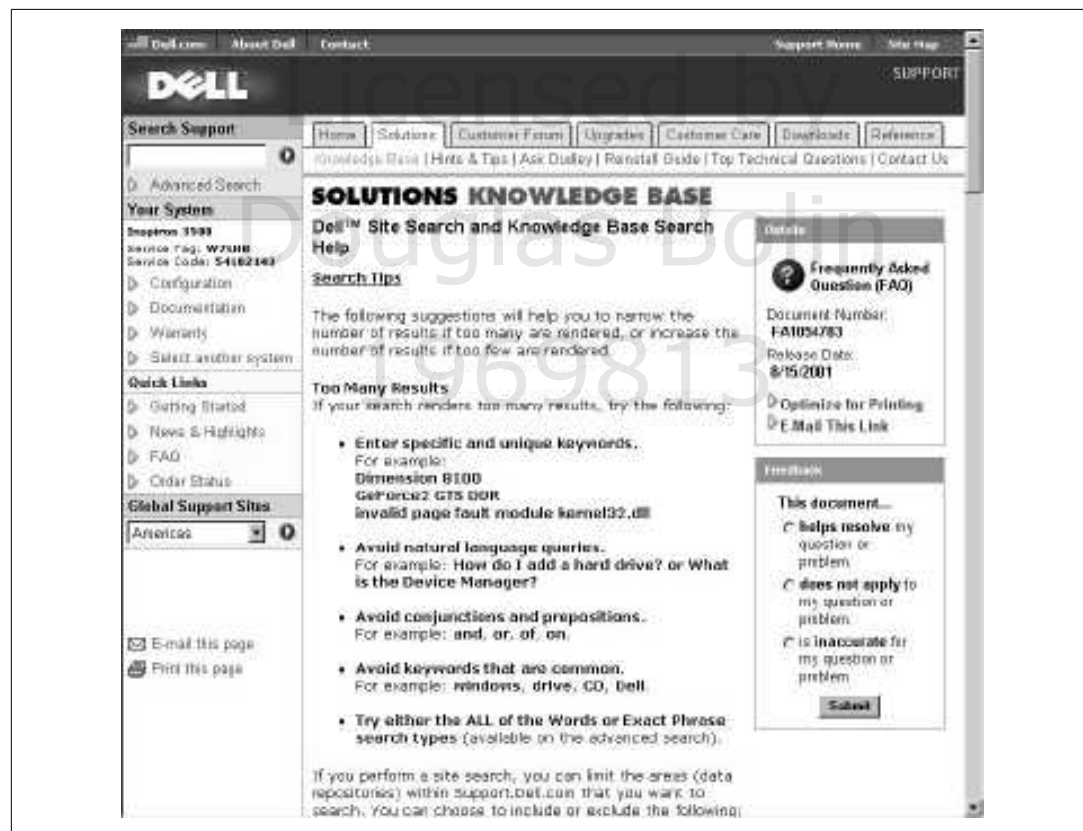 Dell.com About Dell Contact Support Home Site Map
DELL
SUPPORT
Licensed by
Douglas Bolin
1969813
Search Support
Advanced Search
Your System
Inspiron 3500
Service Tag: W7SHB
Service Code:
Configuration
Documentation
Warranty
Select another system
Quick Links
Getting Started
News & Highlights
FAQ
Order Status
Global Support Sites
Americas
E-mail this page
Print this page
Home Solutions Customer Forum Upgrades Customer Care Downloads Reference
Knowledge Base | Hints & Tips | Ask Dudley | Reinstall Guide | Top Technical Questions | Contact Us
SOLUTIONS KNOWLEDGE BASE
Dell™ Site Search and Knowledge Base Search
Help
Search Tips
The following suggestions will help you to narrow the
number of results if too many are rendered, or increase the
number of results if too few are rendered.
Too Many Results
If your search renders too many results, try the following:
• Enter specific and unique keywords.
For example:
Dimension 8100
GeForce2 GTS DDR
invalid page fault module kernel32.dll
• Avoid natural language queries.
For example: How do I add a hard drive? or What
is the Device Manager?
• Avoid conjunctions and prepositions.
For example: and, or, of, on.
• Avoid keywords that are common.
For example: windows, drive, CD, Dell.
• Try either the ALL of the Words or Exact Phrase
search types (available on the advanced search).
If you perform a site search, you can limit the areas (data
repositories) within Support.Dell.com that you want to
search. You can choose to include or exclude the following:
Details
Frequently Asked
Question (FAQ)
Document Number:
FA1054783
Release Date:
8/15/2001
Optimize for Printing
E-Mail This Link
Feedback
This document...
helps resolve my
question or
problem
does not apply to
my question or
problem
is inaccurate for
my question or
problem
Submit